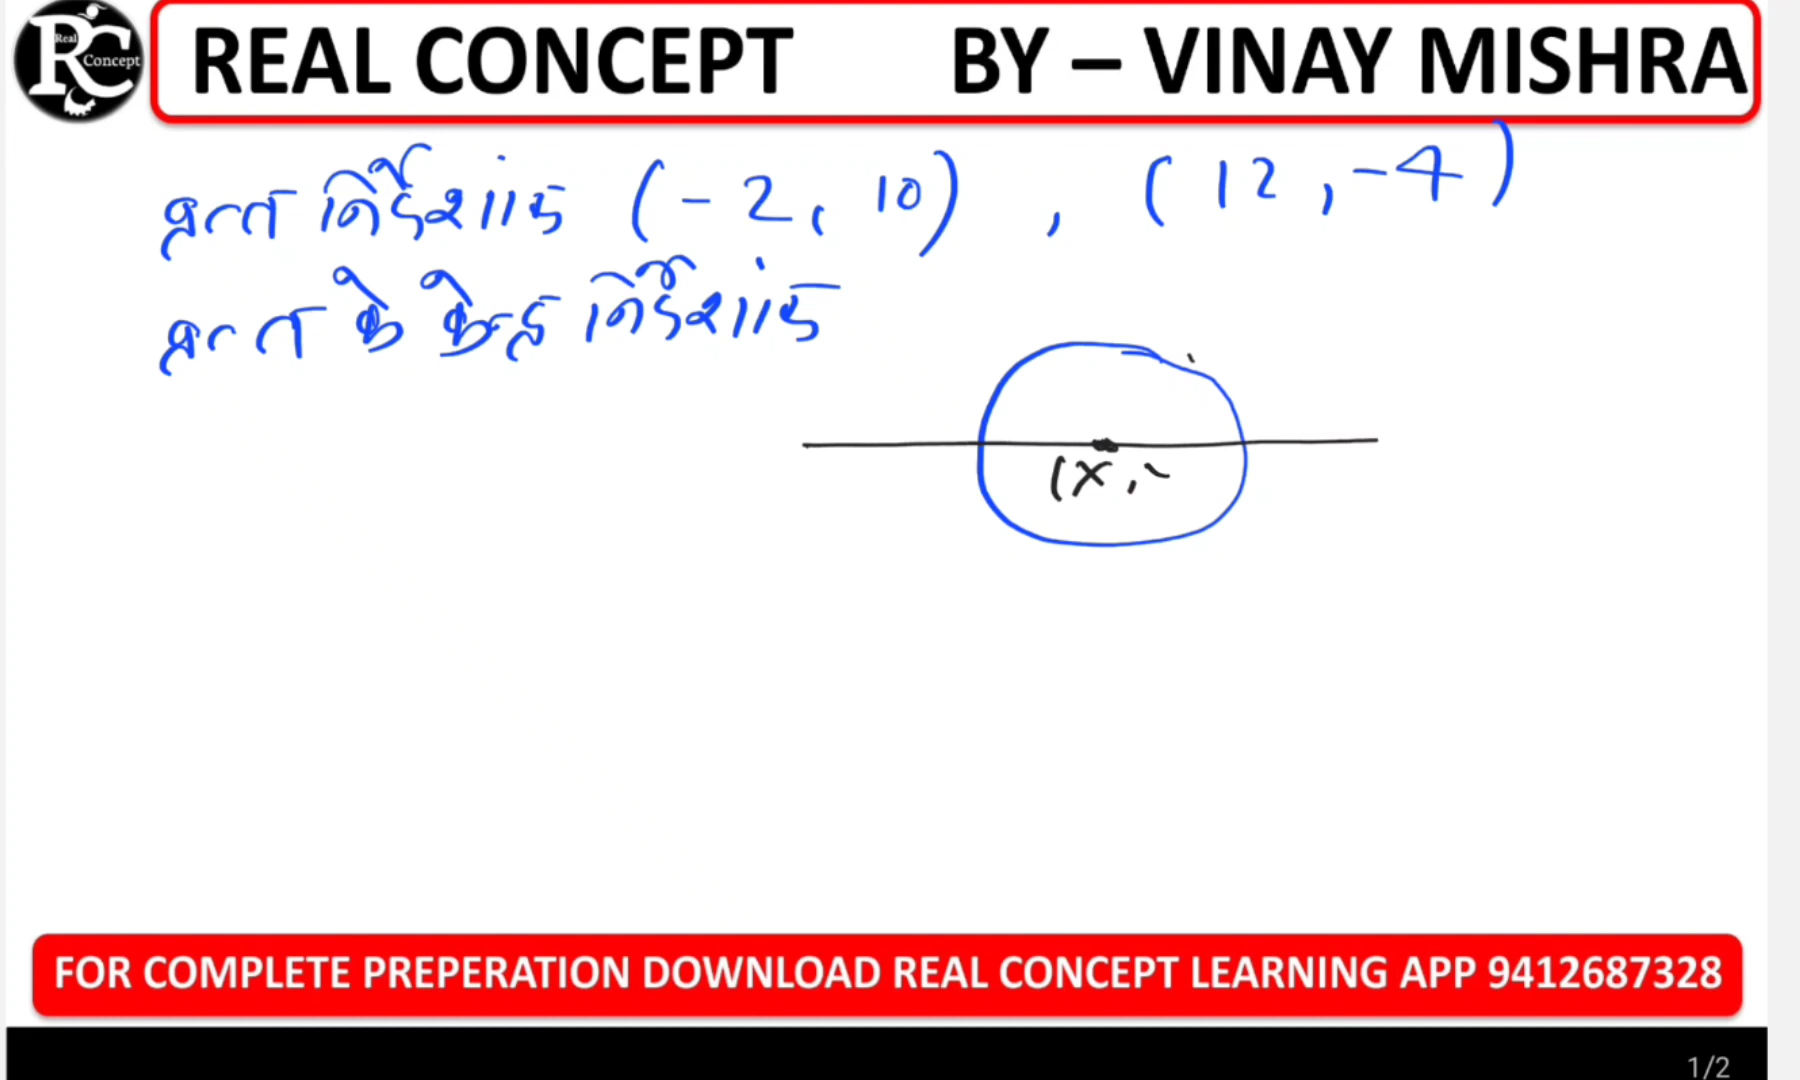 Real
Concept
REAL CONCEPT BY – VINAY MISHRA
वृत्त निर्देशांक (-2, 10) , (12, -4)
वृत्त के केन्द्र निर्देशांक
(x,
FOR COMPLETE PREPERATION DOWNLOAD REAL CONCEPT LEARNING APP 9412687328
1/2